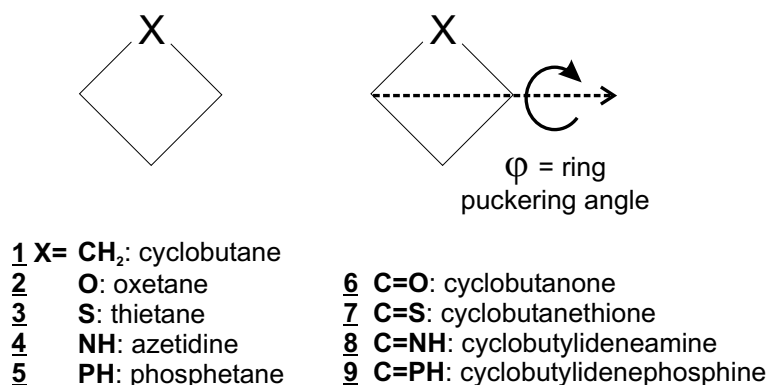 X X
φ = ring
puckering angle
1 X= CH₂: cyclobutane
2 O: oxetane 6 C=O: cyclobutanone
3 S: thietane 7 C=S: cyclobutanethione
4 NH: azetidine 8 C=NH: cyclobutylideneamine
5 PH: phosphetane 9 C=PH: cyclobutylidenephosphine